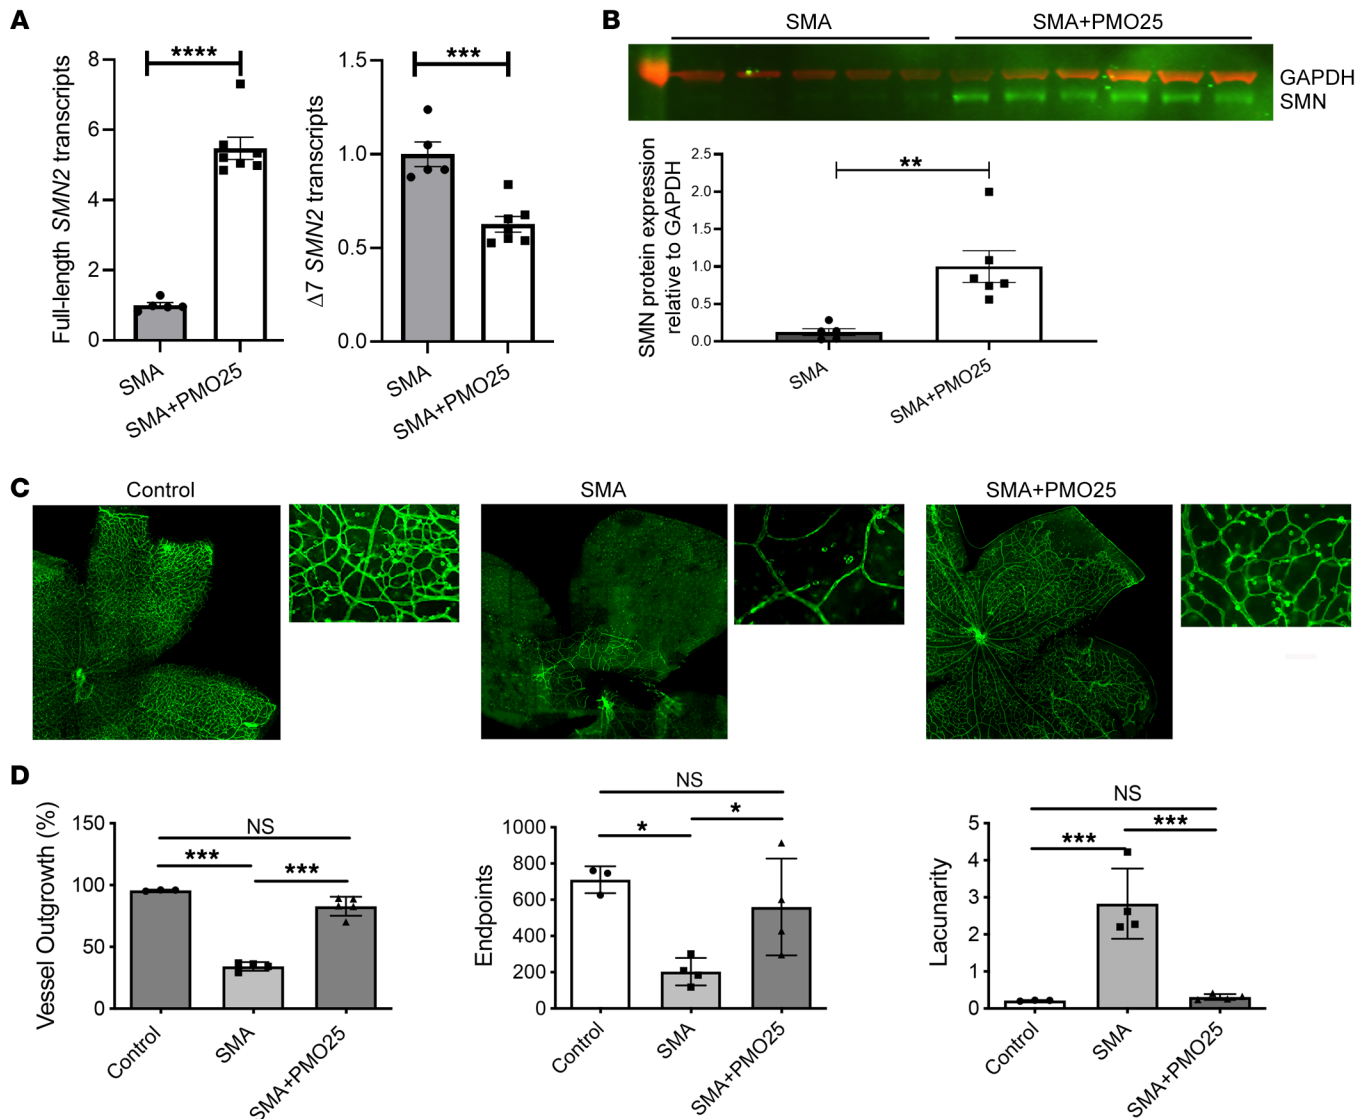 A
Full-length SMN2 transcripts
8
6
4
2
0
****
SMA
SMA+PMO25
Δ7 SMN2 transcripts
1.5
1.0
0.5
0.0
***
SMA
SMA+PMO25
B
SMA
SMA+PMO25
GAPDH
SMN
SMN protein expression
relative to GAPDH
2.5
2.0
1.5
1.0
0.5
0.0
**
SMA
SMA+PMO25
C
Control
SMA
SMA+PMO25
D
Vessel Outgrowth (%)
150
100
50
0
NS
***
***
Control
SMA
SMA+PMO25
Endpoints
1000
800
600
400
200
0
NS
*
*
Control
SMA
SMA+PMO25
Lacunarity
5
4
3
2
1
0
NS
***
***
Control
SMA
SMA+PMO25